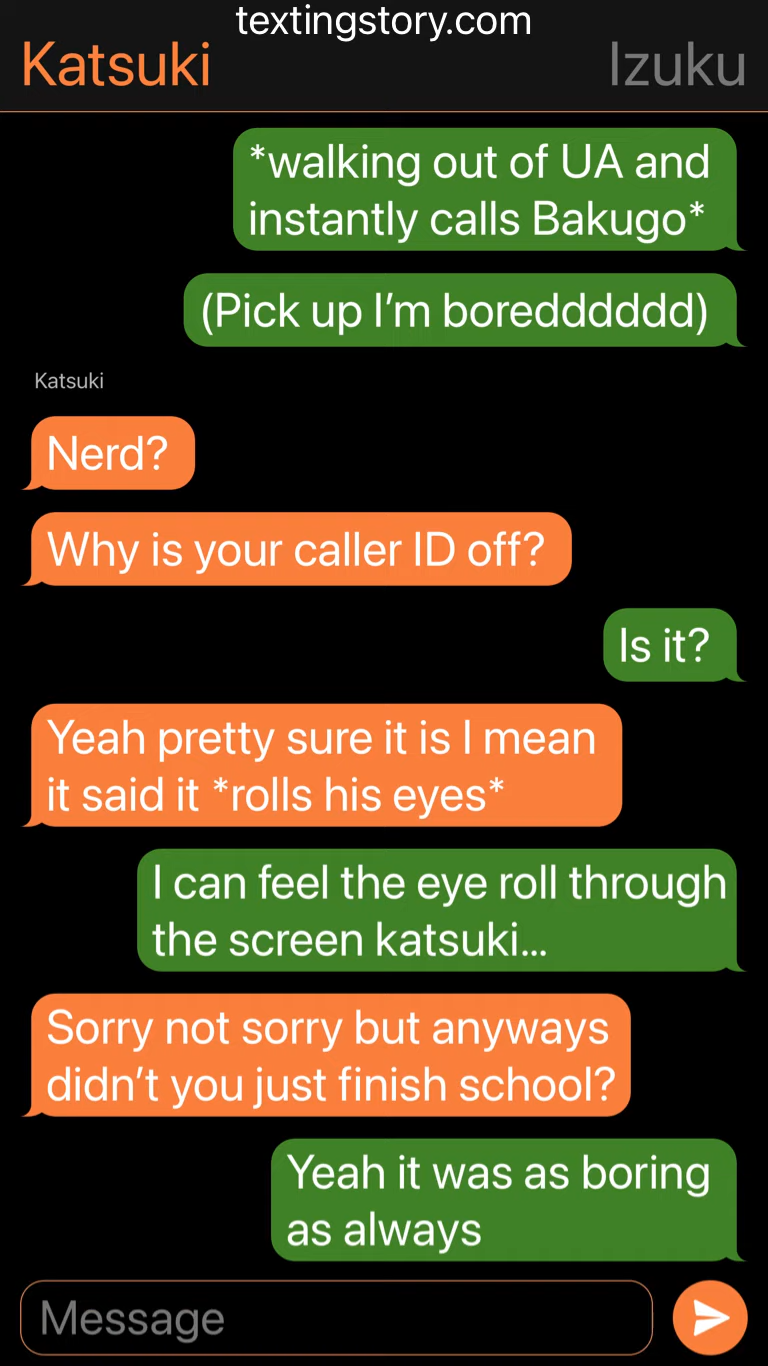 textingstory.com
Katsuki
Izuku
*walking out of UA and
instantly calls Bakugo*
(Pick up I’m boredddddd)
Katsuki
Nerd?
Why is your caller ID off?
Is it?
Yeah pretty sure it is I mean
it said it *rolls his eyes*
I can feel the eye roll through
the screen katsuki...
Sorry not sorry but anyways
didn’t you just finish school?
Yeah it was as boring
as always
Message